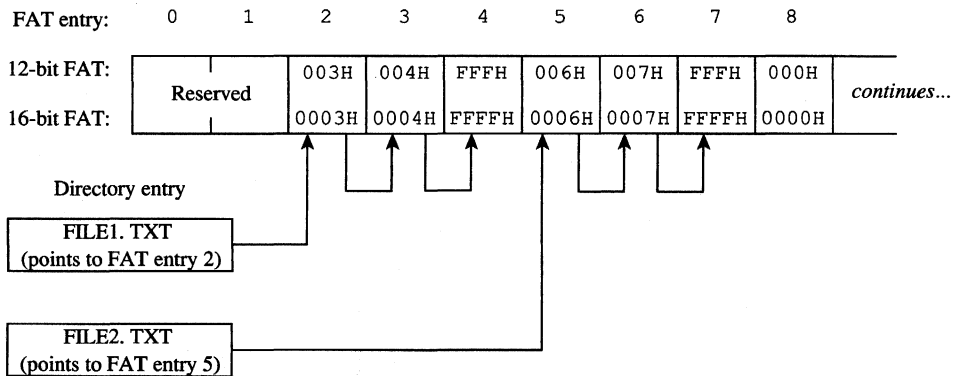 FAT entry: 0 1 2 3 4 5 6 7 8
12-bit FAT: 003H 004H FFFH 006H 007H FFFH 000H
Reserved
continues...
16-bit FAT: 0003H 0004H FFFFH 0006H 0007H FFFFH 0000H
Directory entry
FILE1. TXT
(points to FAT entry 2)
FILE2. TXT
(points to FAT entry 5)